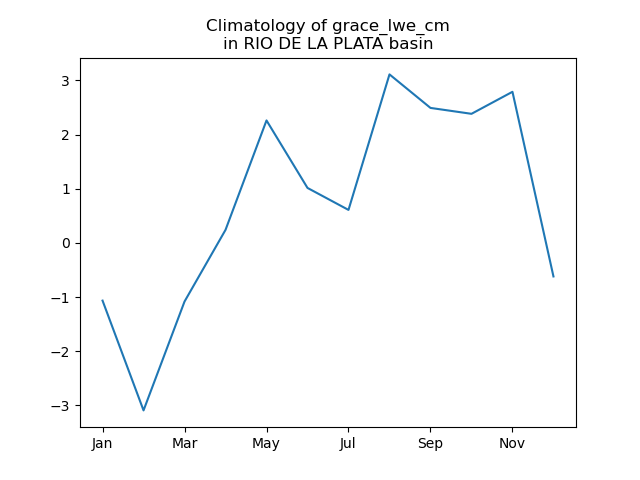 Climatology of grace_lwe_cm
in RIO DE LA PLATA basin
3
2
1
0
−1
−2
−3
Jan Mar May Jul Sep Nov